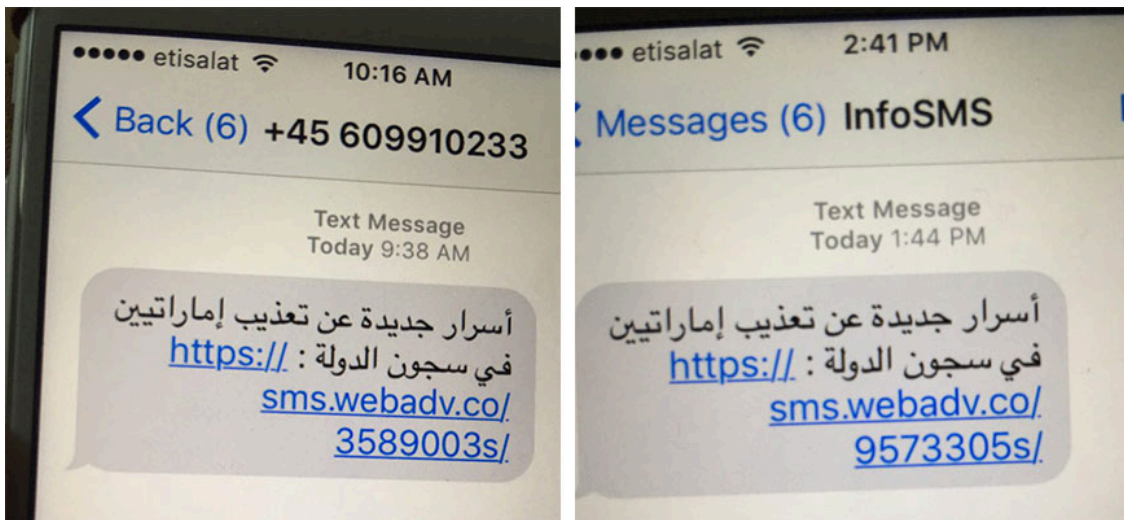 etisalat 10:16 AM
Back (6) +45 609910233
Text Message
Today 9:38 AM
أسرار جديدة عن تعذيب إماراتيين
في سجون الدولة : https://
sms.webadv.co/
3589003s/
etisalat 2:41 PM
Messages (6) InfoSMS
Text Message
Today 1:44 PM
أسرار جديدة عن تعذيب إماراتيين
في سجون الدولة : https://
sms.webadv.co/
9573305s/